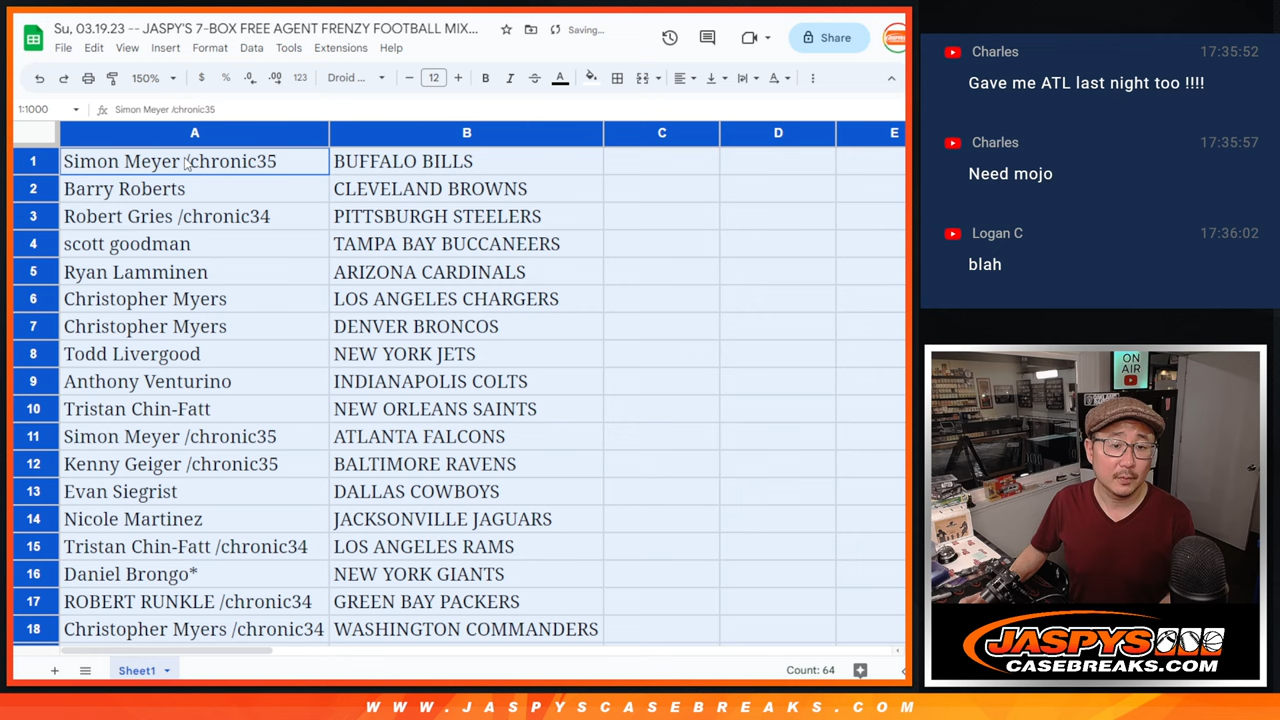 Su, 03.19.23 -- JASPY'S 7-BOX FREE AGENT FRENZY FOOTBALL MIX...
Saving...
Share
File Edit View Insert Format Data Tools Extensions Help
150% $ % .0 .00 123 Droid ... 12 B I S A
1:1000 fx Simon Meyer /chronic35
A B C D E
1 Simon Meyer /chronic35 BUFFALO BILLS
2 Barry Roberts CLEVELAND BROWNS
3 Robert Gries /chronic34 PITTSBURGH STEELERS
4 scott goodman TAMPA BAY BUCCANEERS
5 Ryan Lamminen ARIZONA CARDINALS
6 Christopher Myers LOS ANGELES CHARGERS
7 Christopher Myers DENVER BRONCOS
8 Todd Livergood NEW YORK JETS
9 Anthony Venturino INDIANAPOLIS COLTS
10 Tristan Chin-Fatt NEW ORLEANS SAINTS
11 Simon Meyer /chronic35 ATLANTA FALCONS
12 Kenny Geiger /chronic35 BALTIMORE RAVENS
13 Evan Siegrist DALLAS COWBOYS
14 Nicole Martinez JACKSONVILLE JAGUARS
15 Tristan Chin-Fatt /chronic34 LOS ANGELES RAMS
16 Daniel Brongo* NEW YORK GIANTS
17 ROBERT RUNKLE /chronic34 GREEN BAY PACKERS
18 Christopher Myers /chronic34 WASHINGTON COMMANDERS
Sheet1
Count: 64
Charles 17:35:52
Gave me ATL last night too !!!!
Charles 17:35:57
Need mojo
Logan C 17:36:02
blah
ON
AIR
JASPYS
CASEBREAKS.COM
WWW.JASPYSCASEBREAKS.COM